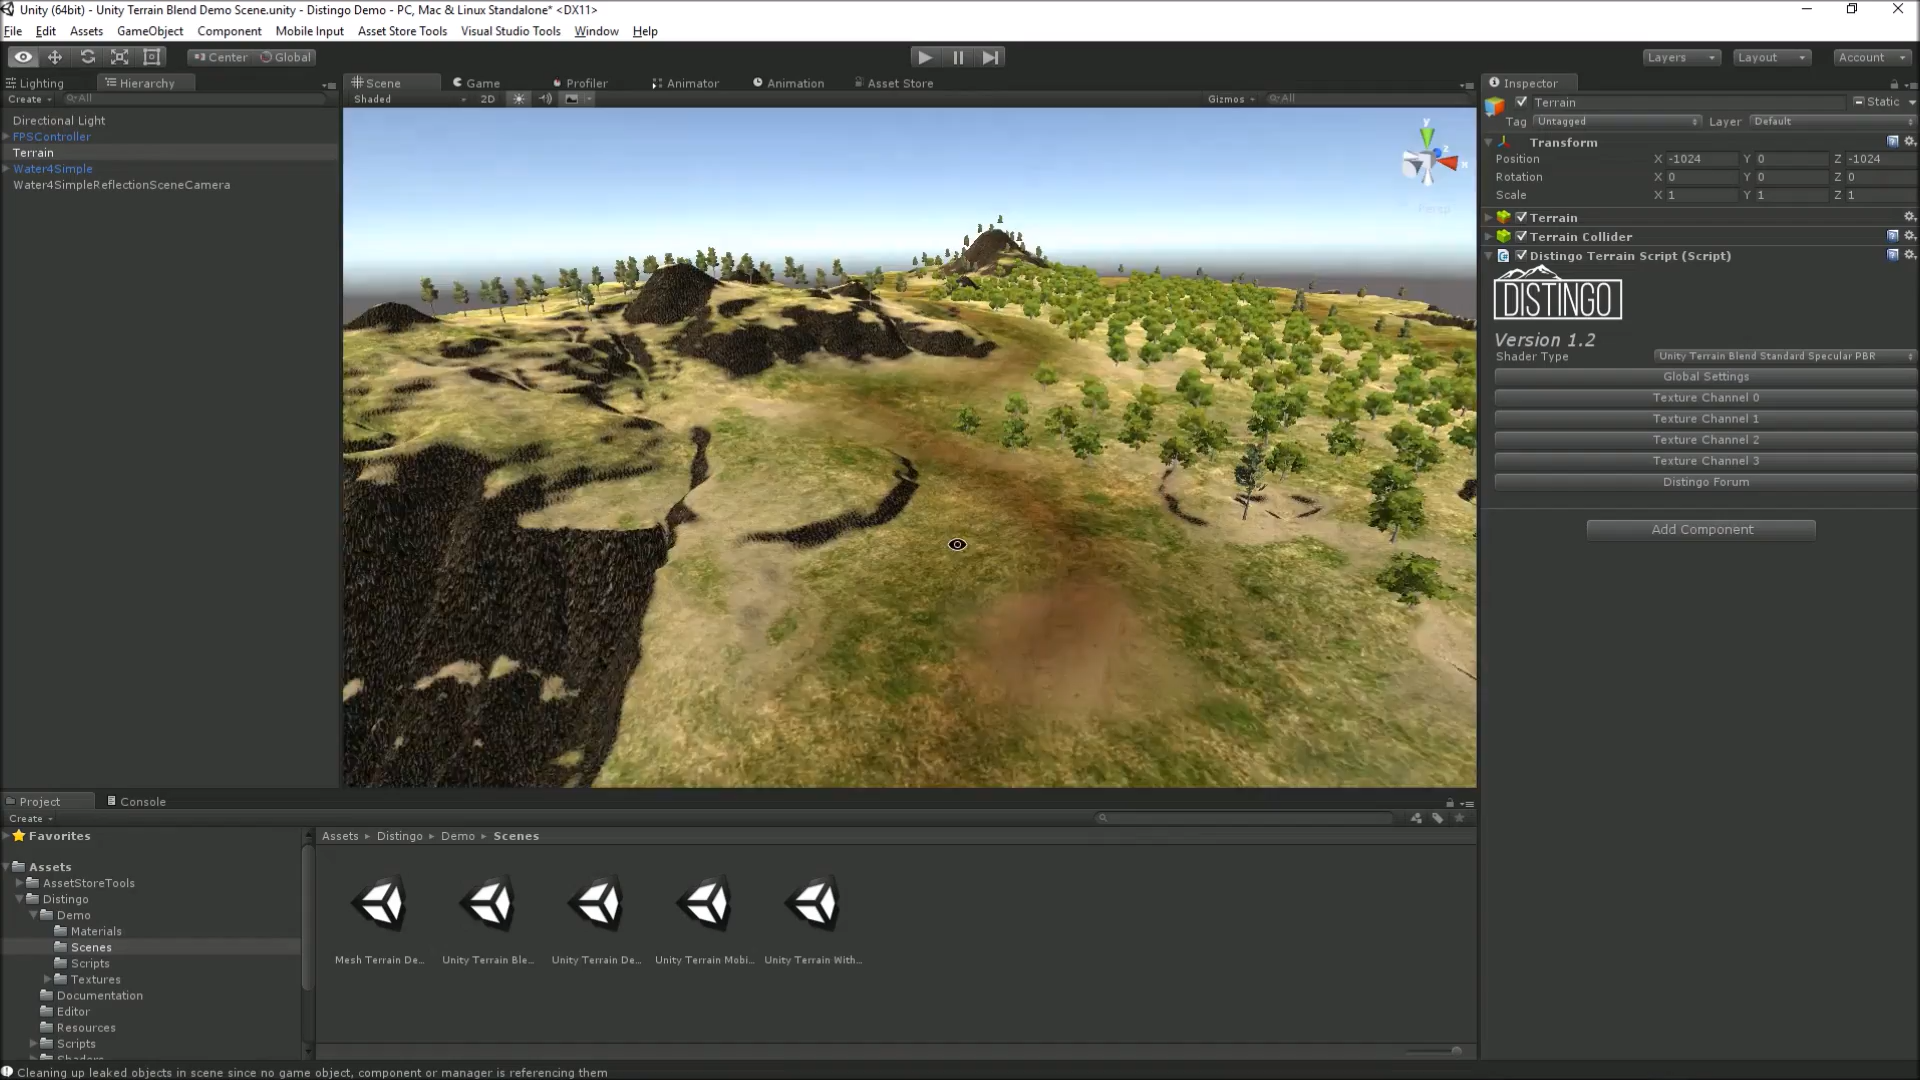 Unity (64bit) - Unity Terrain Blend Demo Scene.unity - Distingo Demo - PC, Mac & Linux Standalone* <DX11>
File Edit Assets GameObject Component Mobile Input Asset Store Tools Visual Studio Tools Window Help
Center Global Layers Layout Account
Lighting Hierarchy Scene Game Profiler Animator Animation Asset Store Inspector
Create All Shaded 2D Gizmos All
Terrain Static
Tag Untagged Layer Default
Directional Light
FPSController
Terrain
Water4Simple
Water4SimpleReflectionSceneCamera
y
z
x
Persp
Transform
Position X -1024 Y 0 Z -1024
Rotation X 0 Y 0 Z 0
Scale X 1 Y 1 Z 1
Terrain
Terrain Collider
Distingo Terrain Script (Script)
DISTINGO
Version 1.2
Shader Type Unity Terrain Blend Standard Specular PBR
Global Settings
Texture Channel 0
Texture Channel 1
Texture Channel 2
Texture Channel 3
Distingo Forum
Add Component
Project Console
Create
Favorites
Assets
AssetStoreTools
Distingo
Demo
Materials
Scenes
Scripts
Textures
Documentation
Editor
Resources
Scripts
Shaders
Assets Distingo Demo Scenes
Mesh Terrain De... Unity Terrain Ble... Unity Terrain De... Unity Terrain Mobi... Unity Terrain With...
Cleaning up leaked objects in scene since no game object, component or manager is referencing them